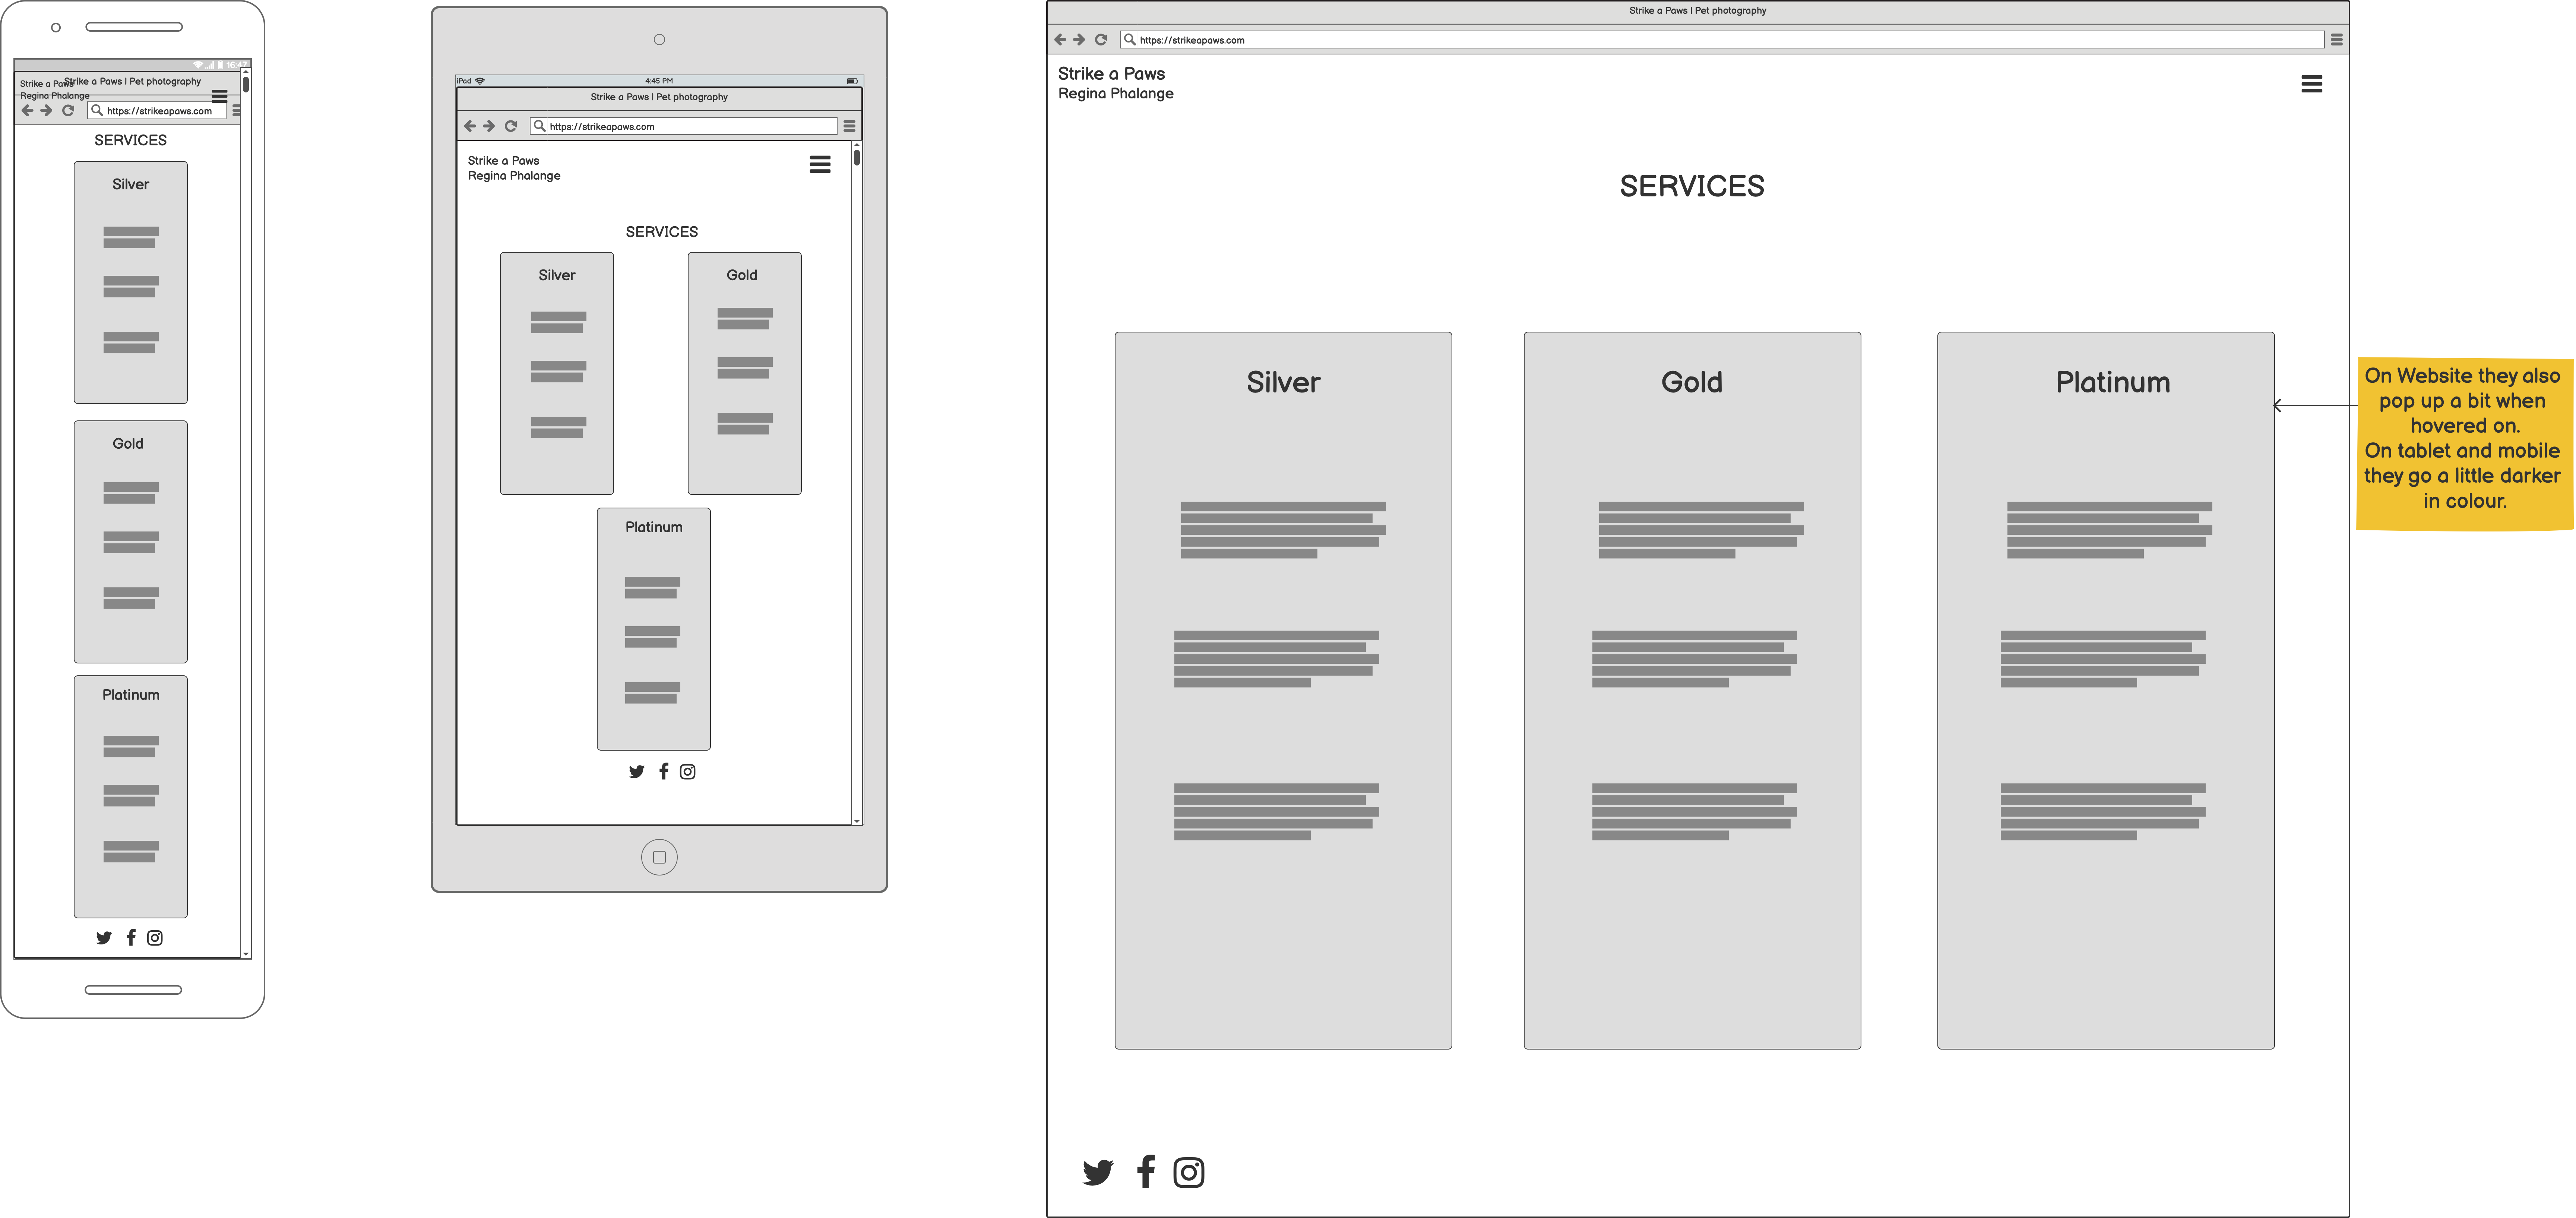 16:47
Strike a Paws | Pet photography
Strike a Paws
Regina Phalange
https://strikeapaws.com
SERVICES
Silver
Gold
Platinum
iPad
4:45 PM
Strike a Paws | Pet photography
https://strikeapaws.com
Strike a Paws
Regina Phalange
SERVICES
Silver
Gold
Platinum
Strike a Paws | Pet photography
https://strikeapaws.com
Strike a Paws
Regina Phalange
SERVICES
Silver
Gold
Platinum
On Website they also
pop up a bit when
hovered on.
On tablet and mobile
they go a little darker
in colour.